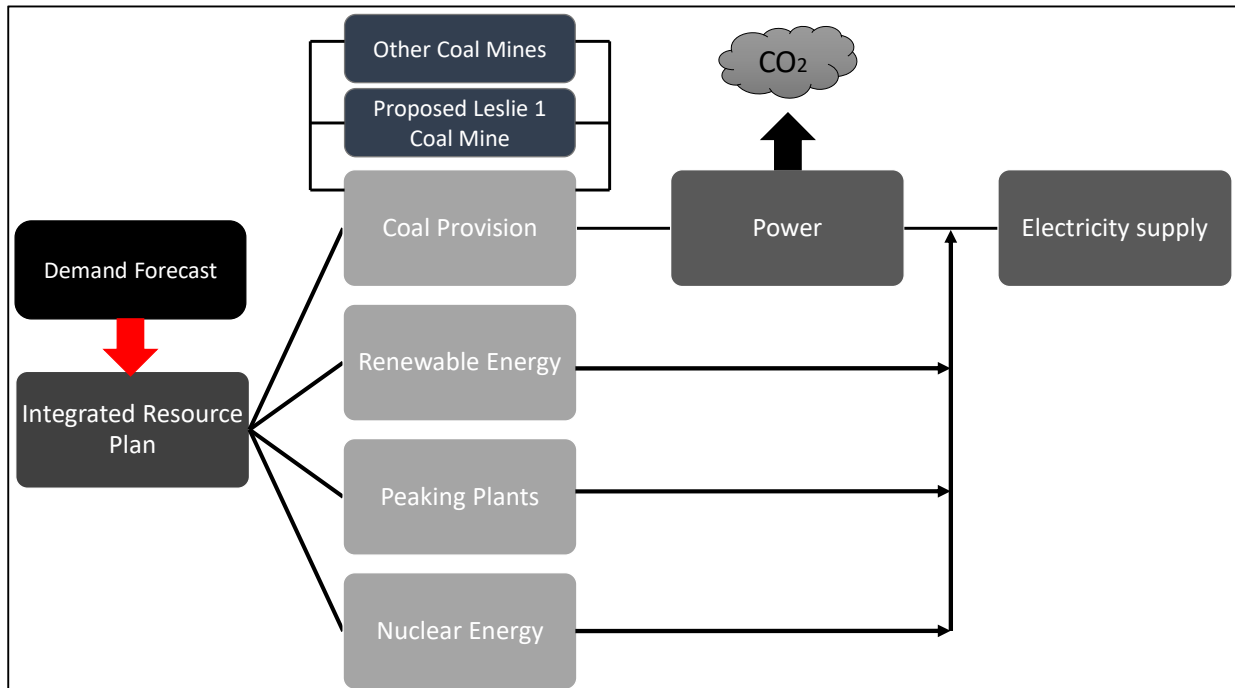 Other Coal Mines
Proposed Leslie 1
Coal Mine
CO₂
Coal Provision
Power
Electricity supply
Demand Forecast
Renewable Energy
Integrated Resource
Plan
Peaking Plants
Nuclear Energy